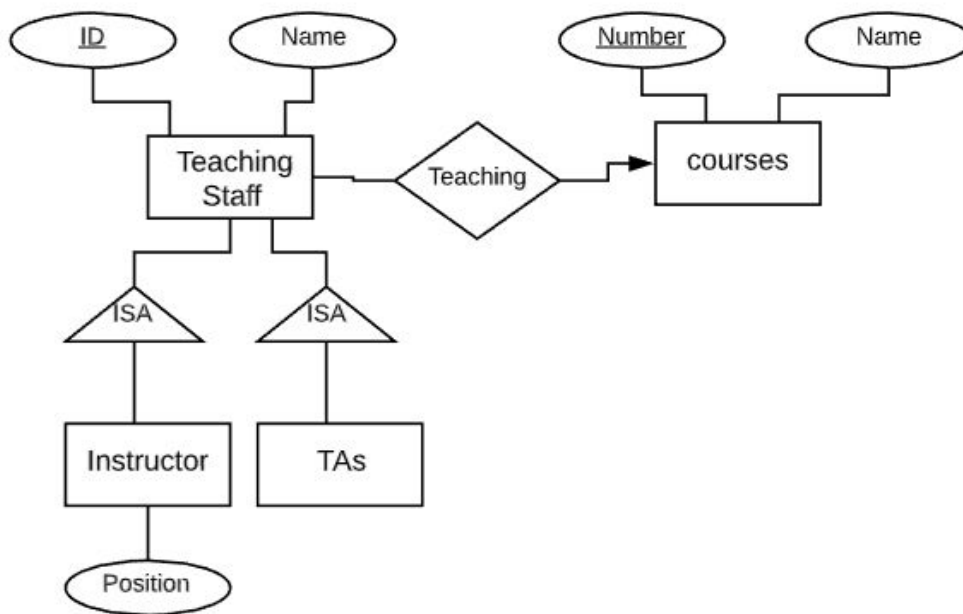 ID
Name
Number
Name
Teaching
Staff
Teaching
courses
ISA
ISA
Instructor
TAs
Position